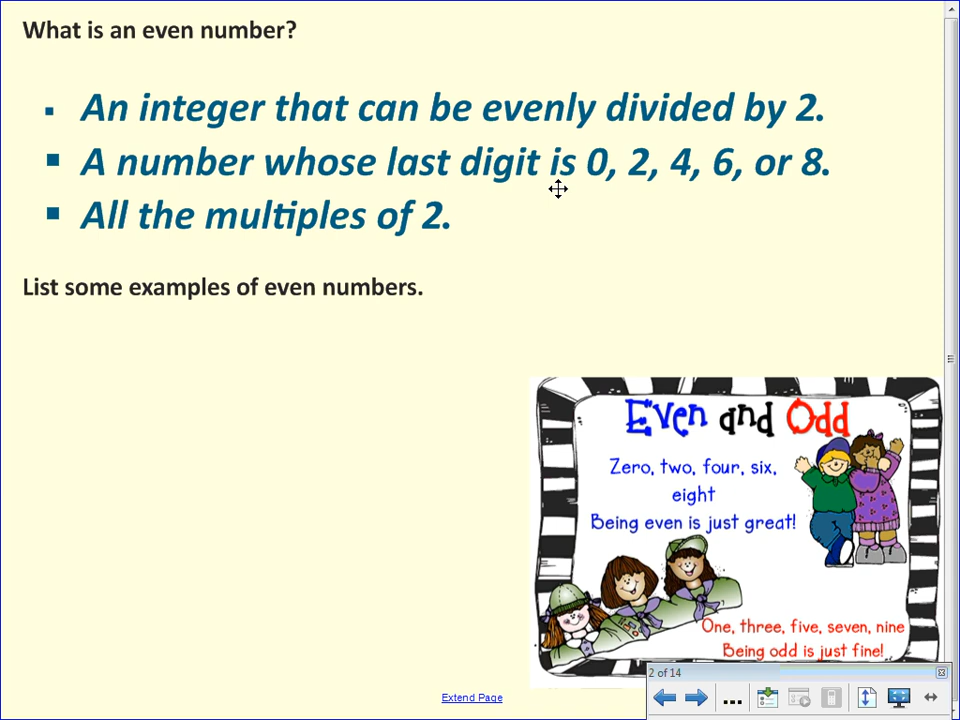 What is an even number?
▪ An integer that can be evenly divided by 2.
▪ A number whose last digit is 0, 2, 4, 6, or 8.
▪ All the multiples of 2.
List some examples of even numbers.
Even and Odd
Zero, two, four, six,
eight
Being even is just great!
One, three, five, seven, nine
Being odd is just fine!
2 of 14
Extend Page